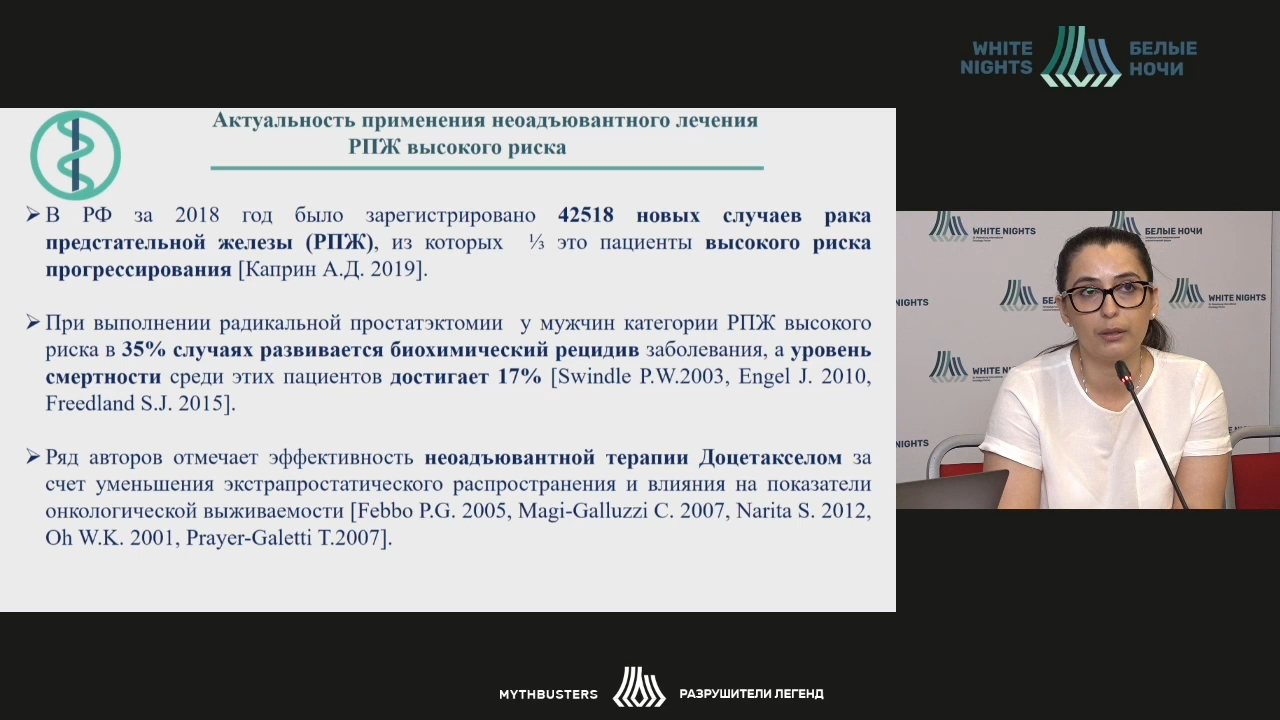 WHITE
NIGHTS
БЕЛЫЕ
НОЧИ
Актуальность применения неоадъювантного лечения
РПЖ высокого риска
В РФ за 2018 год было зарегистрировано 42518 новых случаев рака
предстательной железы (РПЖ), из которых ⅓ это пациенты высокого риска
прогрессирования [Каприн А.Д. 2019].
При выполнении радикальной простатэктомии у мужчин категории РПЖ высокого
риска в 35% случаях развивается биохимический рецидив заболевания, а уровень
смертности среди этих пациентов достигает 17% [Swindle P.W.2003, Engel J. 2010,
Freedland S.J. 2015].
Ряд авторов отмечает эффективность неоадъювантной терапии Доцетакселом за
счет уменьшения экстрапростатического распространения и влияния на показатели
онкологической выживаемости [Febbo P.G. 2005, Magi-Galluzzi C. 2007, Narita S. 2012,
Oh W.K. 2001, Prayer-Galetti T.2007].
WHITE NIGHTS
БЕЛЫЕ НОЧИ
NIGHTS
WHITE NIGHTS
WHITE NIGHTS
NIGHTS
MYTHBUSTERS
РАЗРУШИТЕЛИ ЛЕГЕНД